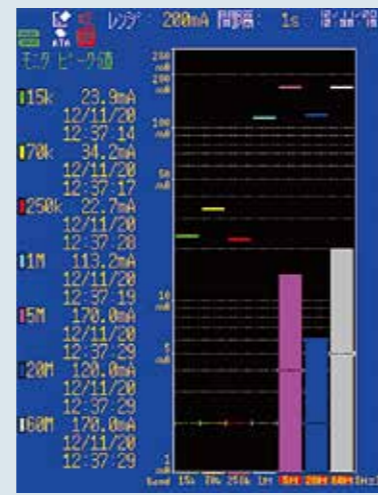 レンジ: 200mA 間隔: 1s
モニタ ピーク値
15k 23.9mA
12/11/20
12:37:14
70k 34.2mA
12/11/20
12:37:17
250k 22.7mA
12/11/20
12:37:28
1M 113.2mA
12/11/20
12:37:19
5M 170.0mA
12/11/20
12:37:29
20M 120.0mA
12/11/20
12:37:29
60M 170.0mA
12/11/20
12:37:29
250
200
mA
100
mA
50
mA
10
mA
5
mA
1
mA
Band 15k 70k 250k 1M 5M 20M 60M [Hz]